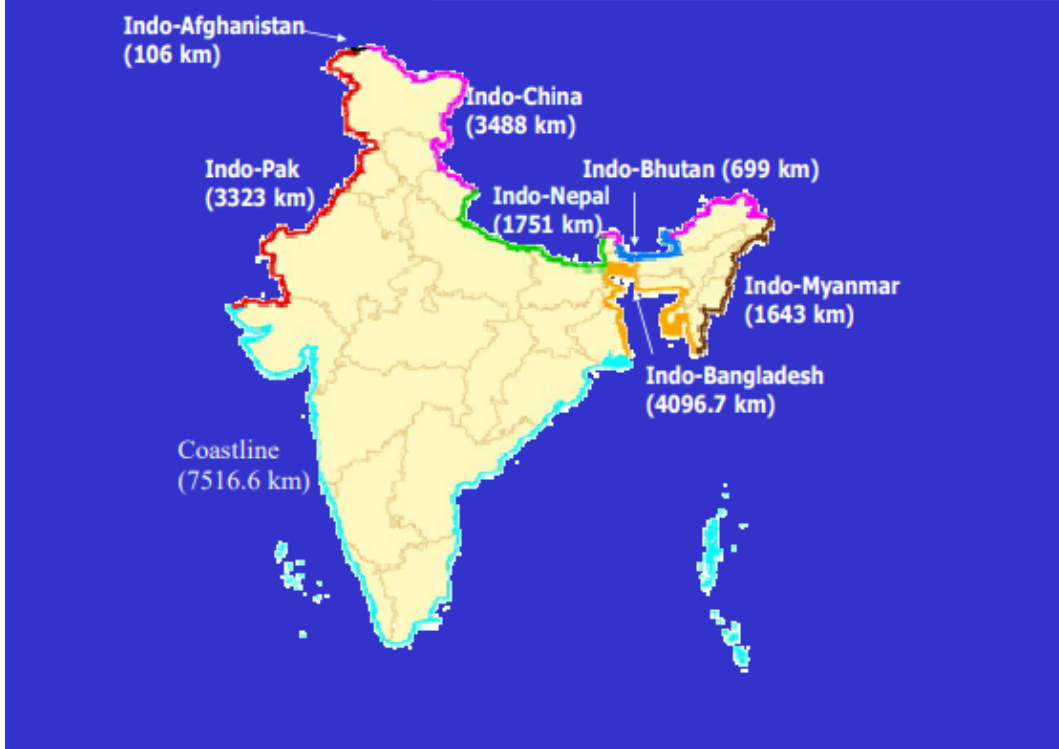 Indo-Afghanistan
(106 km)
Indo-China
(3488 km)
Indo-Pak
(3323 km)
Indo-Bhutan (699 km)
Indo-Nepal
(1751 km)
Indo-Myanmar
(1643 km)
Indo-Bangladesh
(4096.7 km)
Coastline
(7516.6 km)